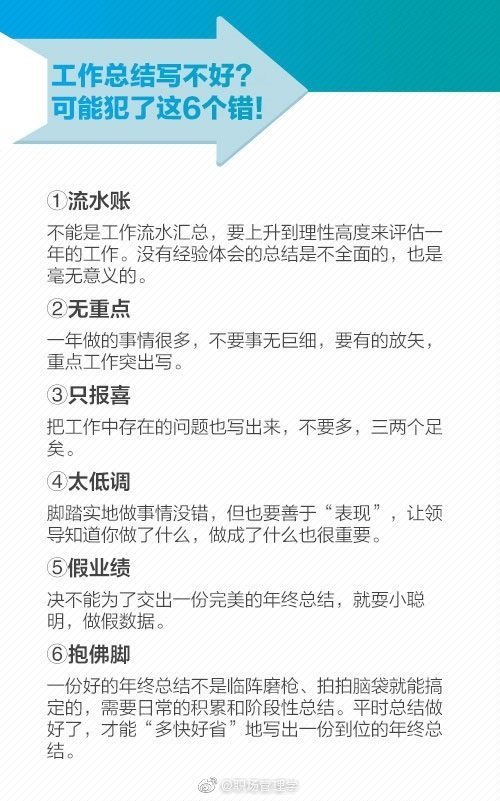 工作总结写不好？
可能犯了这6个错！
①流水账
不能是工作流水汇总，要上升到理性高度来评估一
年的工作。没有经验体会的总结是不全面的，也是
毫无意义的。
②无重点
一年做的事情很多，不要事无巨细，要有的放矢，
重点工作突出写。
③只报喜
把工作中存在的问题也写出来，不要多，三两个足
矣。
④太低调
脚踏实地做事情没错，但也要善于“表现”，让领
导知道你做了什么，做成了什么也很重要。
⑤假业绩
决不能为了交出一份完美的年终总结，就耍小聪
明，做假数据。
⑥抱佛脚
一份好的年终总结不是临阵磨枪、拍拍脑袋就能搞
定的，需要日常的积累和阶段性总结。平时总结做
好了，才能“多快好省”地写出一份到位的年终总
结。
@职场管理学